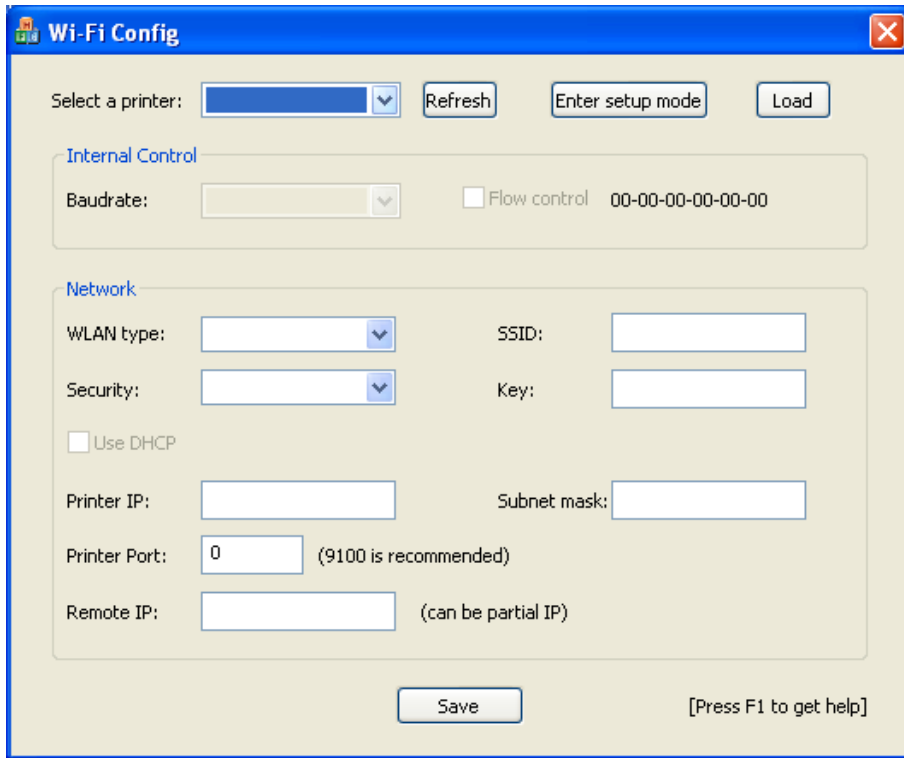 Wi-Fi Config
Select a printer: Refresh Enter setup mode Load
Internal Control
Baudrate: Flow control 00-00-00-00-00-00
Network
WLAN type: SSID:
Security: Key:
Use DHCP
Printer IP: Subnet mask:
Printer Port: 0 (9100 is recommended)
Remote IP: (can be partial IP)
Save [Press F1 to get help]